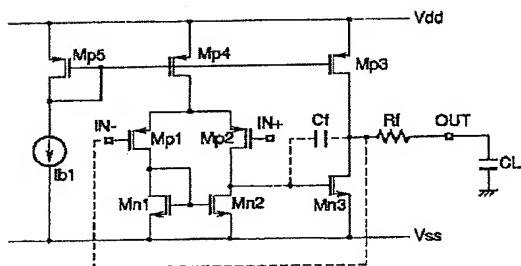 Vdd
Mp5
Mp4
Mp3
IN-
Mp1
Mp2
IN+
Cf
Rf
OUT
CL
Ib1
Mn1
Mn2
Mn3
Vss